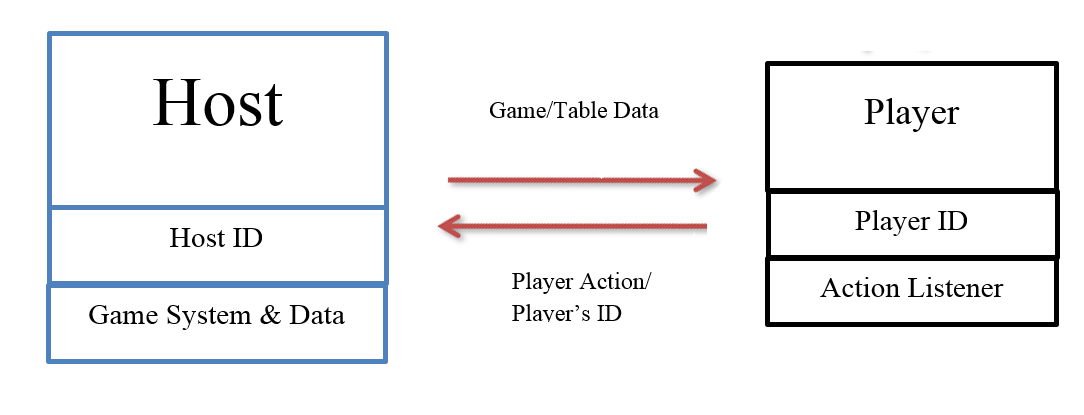 Host
Host ID
Game System & Data
Game/Table Data
Player Action/
Player’s ID
Player
Player ID
Action Listener